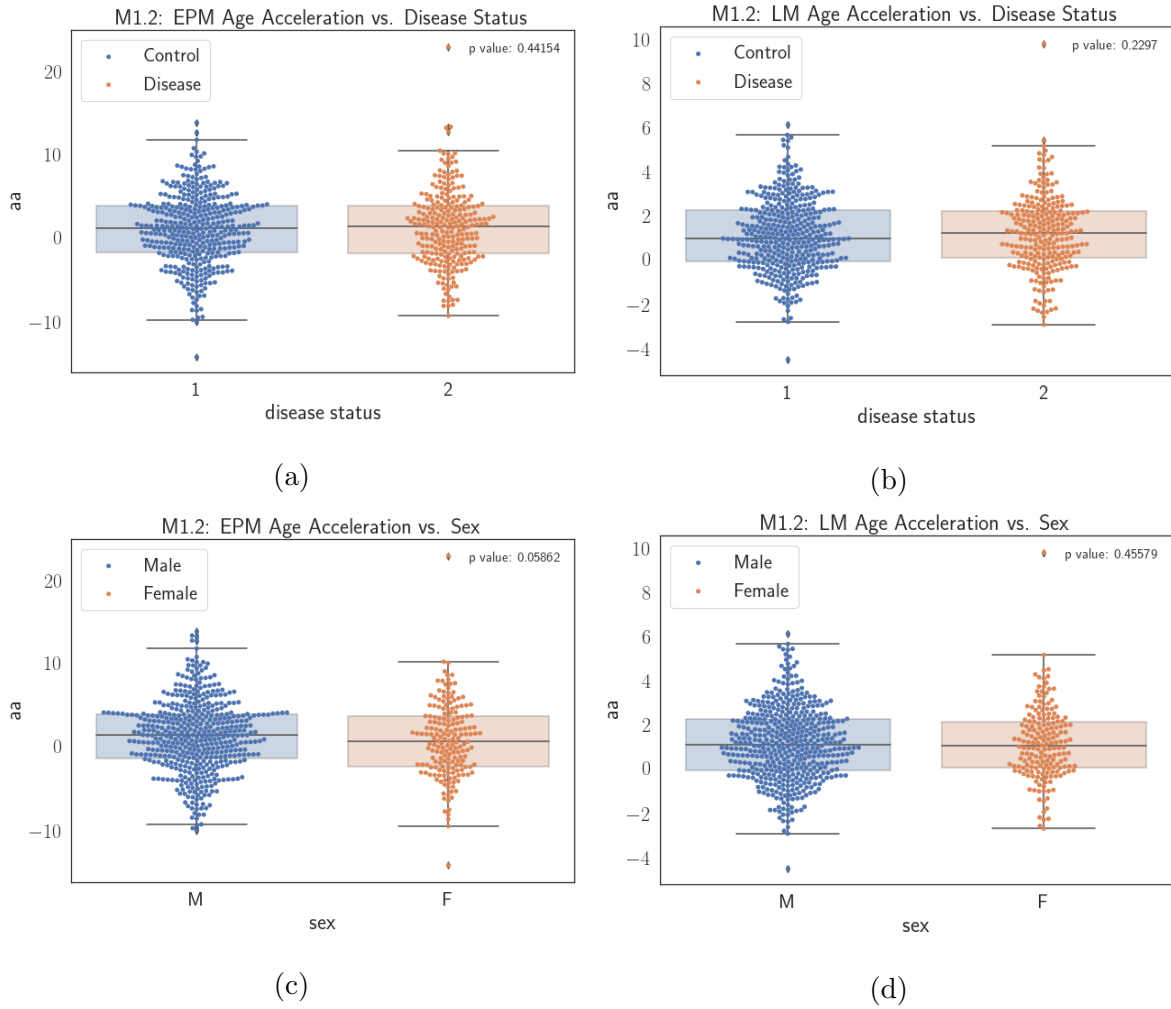 M1.2: EPM Age Acceleration vs. Disease Status
Control
Disease
p value: 0.44154
20
10
0
−10
aa
1
2
disease status
(a)
M1.2: LM Age Acceleration vs. Disease Status
Control
Disease
p value: 0.2297
10
8
6
4
2
0
−2
−4
aa
1
2
disease status
(b)
M1.2: EPM Age Acceleration vs. Sex
Male
Female
p value: 0.05862
20
10
0
−10
aa
M
F
sex
(c)
M1.2: LM Age Acceleration vs. Sex
Male
Female
p value: 0.45579
10
8
6
4
2
0
−2
−4
aa
M
F
sex
(d)